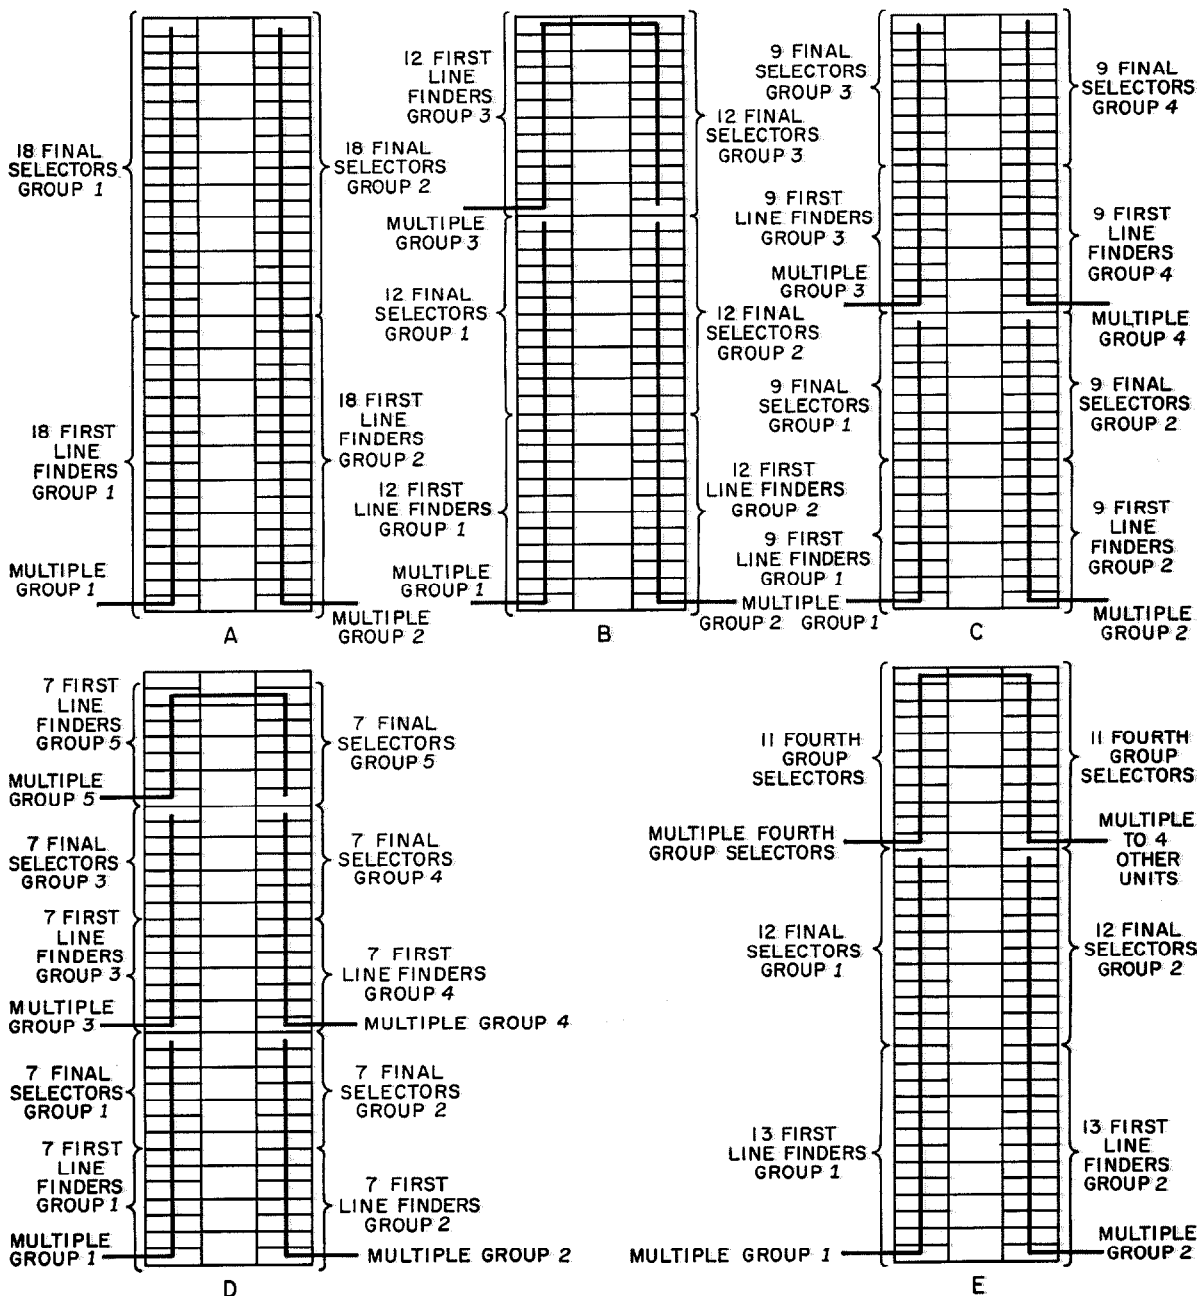 18 FINAL
SELECTORS
GROUP 1
18 FINAL
SELECTORS
GROUP 2
18 FIRST
LINE
FINDERS
GROUP 1
18 FIRST
LINE
FINDERS
GROUP 2
MULTIPLE
GROUP 1
MULTIPLE
GROUP 2
A
12 FIRST
LINE
FINDERS
GROUP 3
12 FINAL
SELECTORS
GROUP 3
MULTIPLE
GROUP 3
12 FINAL
SELECTORS
GROUP 1
12 FINAL
SELECTORS
GROUP 2
12 FIRST
LINE FINDERS
GROUP 1
12 FIRST
LINE FINDERS
GROUP 2
MULTIPLE
GROUP 1
MULTIPLE
GROUP 2
B
9 FINAL
SELECTORS
GROUP 3
9 FINAL
SELECTORS
GROUP 4
9 FIRST
LINE FINDERS
GROUP 3
9 FIRST
LINE
FINDERS
GROUP 4
MULTIPLE
GROUP 3
MULTIPLE
GROUP 4
9 FINAL
SELECTORS
GROUP 1
9 FINAL
SELECTORS
GROUP 2
9 FIRST
LINE FINDERS
GROUP 1
9 FIRST
LINE
FINDERS
GROUP 2
GROUP 1
MULTIPLE
GROUP 2
C
7 FIRST
LINE
FINDERS
GROUP 5
7 FINAL
SELECTORS
GROUP 5
MULTIPLE
GROUP 5
7 FINAL
SELECTORS
GROUP 3
7 FINAL
SELECTORS
GROUP 4
7 FIRST
LINE
FINDERS
GROUP 3
7 FIRST
LINE FINDERS
GROUP 4
MULTIPLE
GROUP 3
MULTIPLE GROUP 4
7 FINAL
SELECTORS
GROUP 1
7 FINAL
SELECTORS
GROUP 2
7 FIRST
LINE
FINDERS
GROUP 1
7 FIRST
LINE FINDERS
GROUP 2
MULTIPLE
GROUP 1
MULTIPLE GROUP 2
D
11 FOURTH
GROUP
SELECTORS
11 FOURTH
GROUP
SELECTORS
MULTIPLE FOURTH
GROUP SELECTORS
MULTIPLE
TO 4
OTHER
UNITS
12 FINAL
SELECTORS
GROUP 1
12 FINAL
SELECTORS
GROUP 2
13 FIRST
LINE FINDERS
GROUP 1
13 FIRST
LINE
FINDERS
GROUP 2
MULTIPLE GROUP 1
MULTIPLE
GROUP 2
E